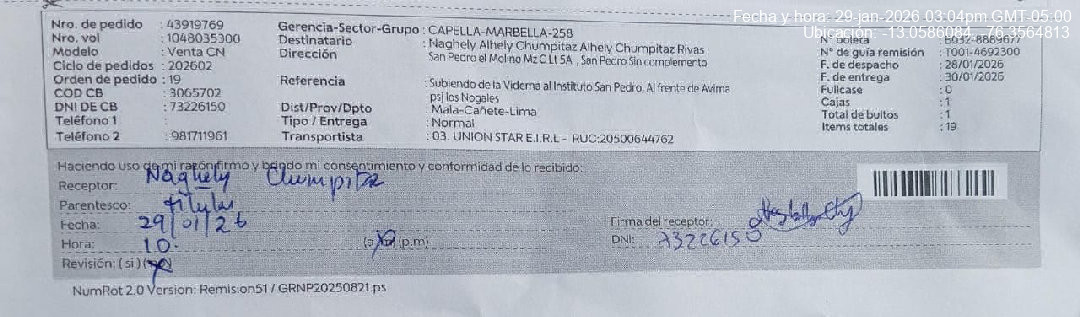 Fecha y hora: 29-jan-2026 03:04pm GMT-05:00
Ubicación: -13.0586084, -76.3564813
Nro. de pedido : 43919769
Nro. vol : 1048035300
Modelo : Venta CN
Ciclo de pedidos : 202602
Orden de pedido : 19
COD CB : 3065702
DNI DE CB : 73226150
Teléfono 1 :
Teléfono 2 : 981711961
Gerencia-Sector-Grupo : CAPELLA-MARBELLA-258
Destinatario : Naghely Alhely Chumpitaz Alhely Chumpitaz Rivas
Dirección : San Pedro el Molino Mz C Lt 5A , San Pedro Sin complemento
Referencia : Subiendo de la Videma al Instituto San Pedro. Al frente de Avima
psj los Nogales
Dist/Prov/Dpto : Mala-Cañete-Lima
Tipo / Entrega : Normal
Transportista : 03. UNION STAR E.I.R.L - RUC:20500644762
N° boleta
N° de guía remisión : T001-4692300
F. de despacho : 28/01/2026
F. de entrega : 30/01/2026
Fullcase : 0
Cajas : 1
Total de bultos : 1
Items totales : 19
Haciendo uso de mi razón firmo y brindo mi consentimiento y conformidad de lo recibido:
Receptor: Naghely Chumpitaz
Parentesco: titular
Fecha: 29/01/26
Hora: 10. (a.m) (p.m)
Revisión: (si) (no)
Firma del receptor:
DNI: 73226150
NumRot 2.0 Version: Remision51 / GRNP20250821.ps